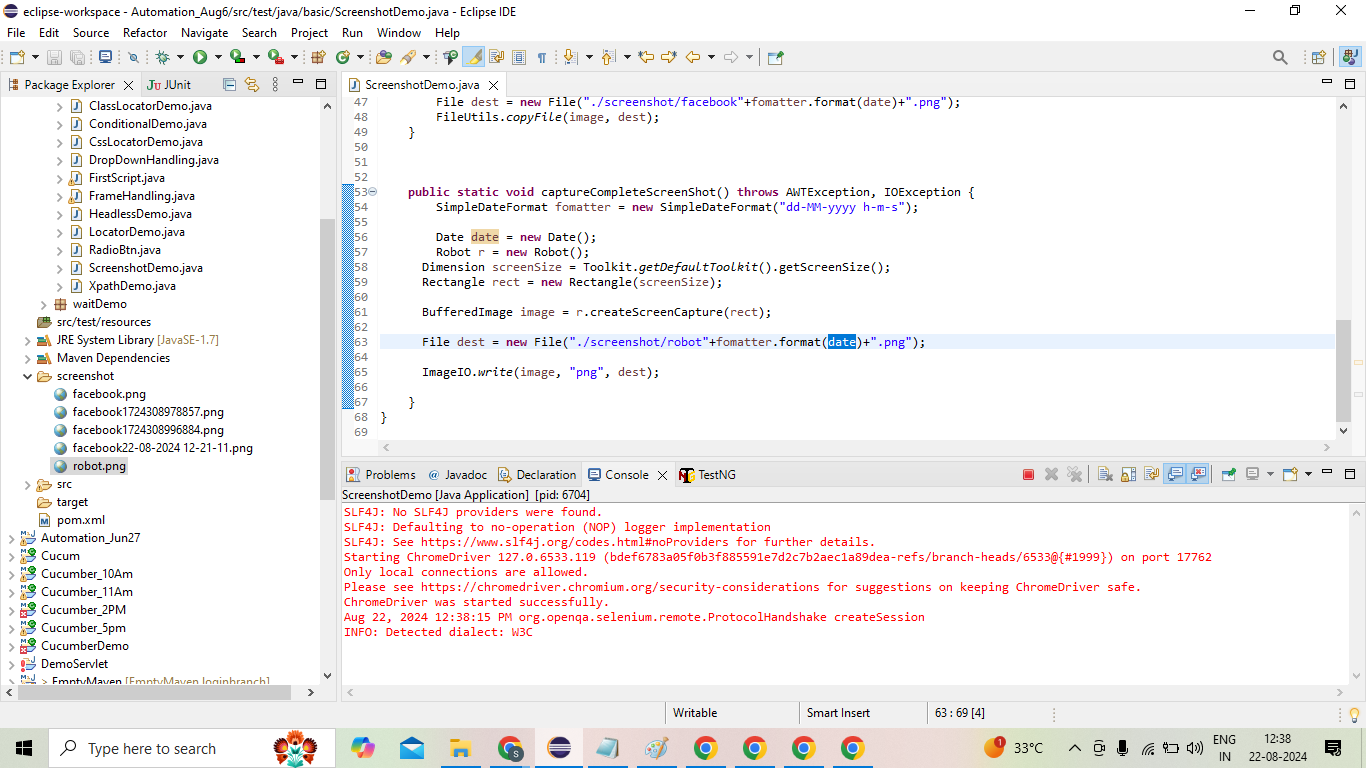 eclipse-workspace - Automation_Aug6/src/test/java/basic/ScreenshotDemo.java - Eclipse IDE
File Edit Source Refactor Navigate Search Project Run Window Help
Package Explorer
JUnit
ClassLocatorDemo.java
ConditionalDemo.java
CssLocatorDemo.java
DropDownHandling.java
FirstScript.java
FrameHandling.java
HeadlessDemo.java
LocatorDemo.java
RadioBtn.java
ScreenshotDemo.java
XpathDemo.java
waitDemo
src/test/resources
JRE System Library [JavaSE-1.7]
Maven Dependencies
screenshot
facebook.png
facebook1724308978857.png
facebook1724308996884.png
facebook22-08-2024 12-21-11.png
robot.png
src
target
pom.xml
Automation_Jun27
Cucum
Cucumber_10Am
Cucumber_11Am
Cucumber_2PM
Cucumber_5pm
CucumberDemo
DemoServlet
> EmptyMaven [EmptyMaven loginbranch]
ScreenshotDemo.java
47 File dest = new File("./screenshot/facebook"+fomatter.format(date)+".png");
48 FileUtils.copyFile(image, dest);
49 }
50
51
52
53 public static void captureCompleteScreenShot() throws AWTException, IOException {
54 SimpleDateFormat fomatter = new SimpleDateFormat("dd-MM-yyyy h-m-s");
55
56 Date date = new Date();
57 Robot r = new Robot();
58 Dimension screenSize = Toolkit.getDefaultToolkit().getScreenSize();
59 Rectangle rect = new Rectangle(screenSize);
60
61 BufferedImage image = r.createScreenCapture(rect);
62
63 File dest = new File("./screenshot/robot"+fomatter.format(date)+".png");
64
65 ImageIO.write(image, "png", dest);
66
67 }
68 }
69
Problems Javadoc Declaration Console TestNG
ScreenshotDemo [Java Application] [pid: 6704]
SLF4J: No SLF4J providers were found.
SLF4J: Defaulting to no-operation (NOP) logger implementation
SLF4J: See https://www.slf4j.org/codes.html#noProviders for further details.
Starting ChromeDriver 127.0.6533.119 (bdef6783a05f0b3f885591e7d2c7b2aec1a89dea-refs/branch-heads/6533@{#1999}) on port 17762
Only local connections are allowed.
Please see https://chromedriver.chromium.org/security-considerations for suggestions on keeping ChromeDriver safe.
ChromeDriver was started successfully.
Aug 22, 2024 12:38:15 PM org.openqa.selenium.remote.ProtocolHandshake createSession
INFO: Detected dialect: W3C
Writable
Smart Insert
63 : 69 [4]
Type here to search
1
33°C
ENG
IN
12:38
22-08-2024